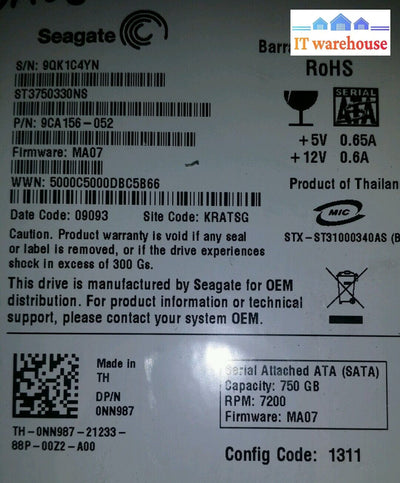 IT warehouse
Seagate
RoHS
S/N: 9QK1C4YN
ST3750330NS
SERIAL
ATA
P/N: 9CA156-052
+5V 0.65A
+12V 0.6A
Firmware: MA07
WWN: 5000C5000DBC5B66
Product of Thailan
Date Code: 09093 Site Code: KRATSG
MIC
STX-ST31000340AS (B
Caution. Product warranty is void if any seal
or label is removed, or if the drive experiences
shock in excess of 300 Gs.
This drive is manufactured by Seagate for OEM
distribution. For product information or technical
support, please contact your system OEM.
Made in
TH
DP/N
0NN987
TH-0NN987-21233-
88P-00Z2-A00
Serial Attached ATA (SATA)
Capacity: 750 GB
RPM: 7200
Firmware: MA07
Config Code: 1311